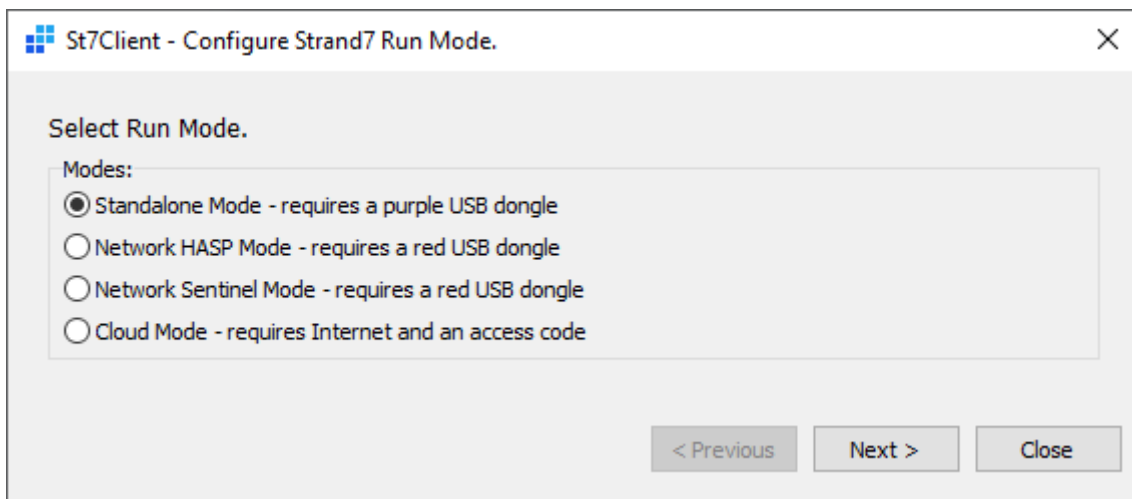 St7Client - Configure Strand7 Run Mode.
Select Run Mode.
Modes:
Standalone Mode - requires a purple USB dongle
Network HASP Mode - requires a red USB dongle
Network Sentinel Mode - requires a red USB dongle
Cloud Mode - requires Internet and an access code
< Previous Next > Close